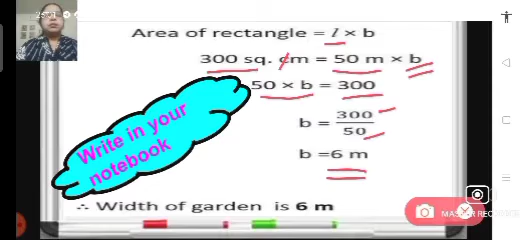 Area of rectangle = l × b
300 sq. cm = 50 m × b
50 × b = 300
b = 300/50
b =6 m
Write in your
notebook
∴ Width of garden is 6 m